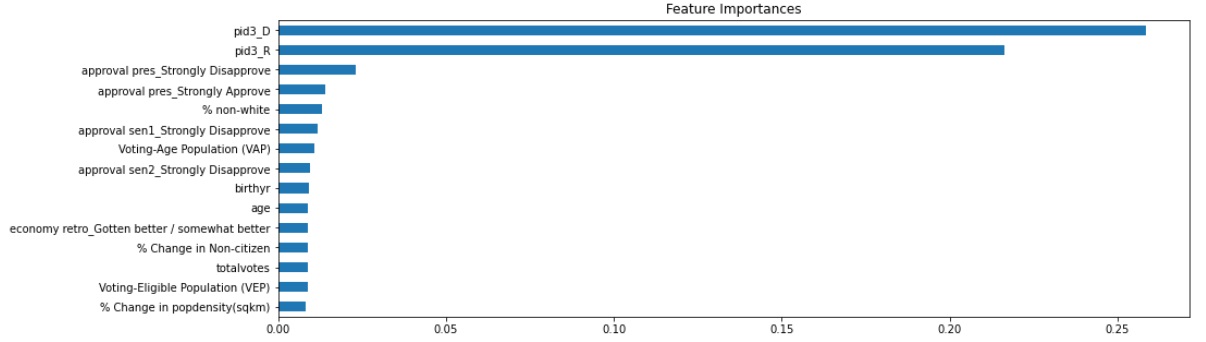 Feature Importances
pid3_D
pid3_R
approval pres_Strongly Disapprove
approval pres_Strongly Approve
% non-white
approval sen1_Strongly Disapprove
Voting-Age Population (VAP)
approval sen2_Strongly Disapprove
birthyr
age
economy retro_Gotten better / somewhat better
% Change in Non-citizen
totalvotes
Voting-Eligible Population (VEP)
% Change in popdensity(sqkm)
0.00 0.05 0.10 0.15 0.20 0.25